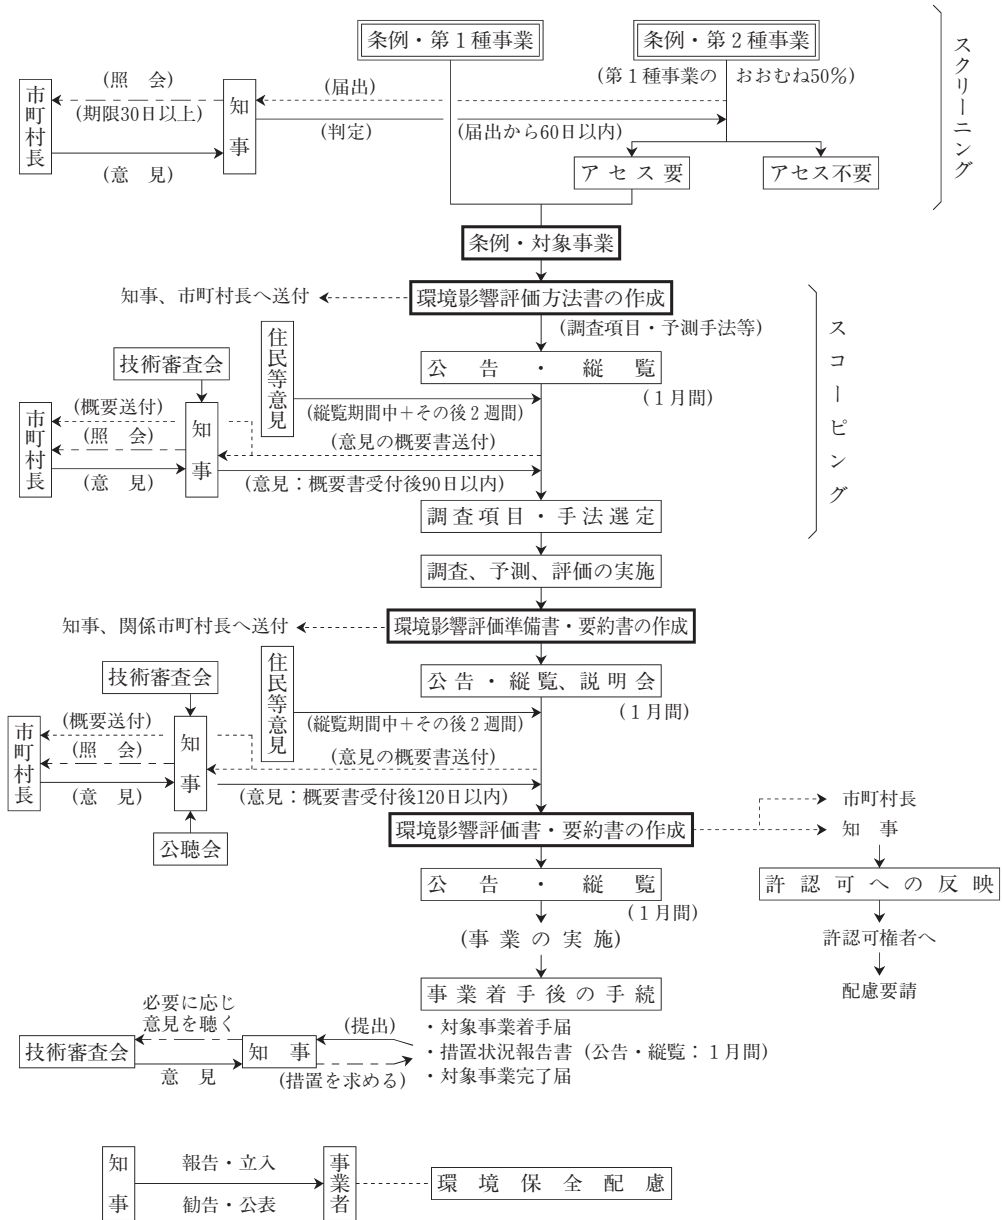 条例・第１種事業
条例・第２種事業
(第１種事業の おおむね50％)
スクリーニング
市町村長
(照　会)
(期限30日以上)
(意　見)
知　事
(届出)
(判定)
(届出から60日以内)
アセス要
アセス不要
条例・対象事業
知事、市町村長へ送付
環境影響評価方法書の作成
(調査項目・予測手法等)
スコーピング
住民等意見
公　告　・　縦　覧
(１月間)
技術審査会
市町村長
(概要送付)
(照　会)
(意　見)
知　事
(縦覧期間中＋その後２週間)
(意見の概要書送付)
(意見：概要書受付後90日以内)
調査項目・手法選定
調査、予測、評価の実施
知事、関係市町村長へ送付
環境影響評価準備書・要約書の作成
住民等意見
公告・縦覧、説明会
(１月間)
技術審査会
市町村長
(概要送付)
(照　会)
(意　見)
知　事
(縦覧期間中＋その後２週間)
(意見の概要書送付)
(意見：概要書受付後120日以内)
公聴会
環境影響評価書・要約書の作成
市町村長
知　事
公　告　・　縦　覧
(１月間)
許認可への反映
(事業の実施)
許認可権者へ
事業着手後の手続
配慮要請
必要に応じ
意見を聴く
技術審査会
意　見
知　事
(提出)
(措置を求める)
・対象事業着手届
・措置状況報告書（公告・縦覧：１月間）
・対象事業完了届
知　事
報告・立入
勧告・公表
事業者
環境保全配慮